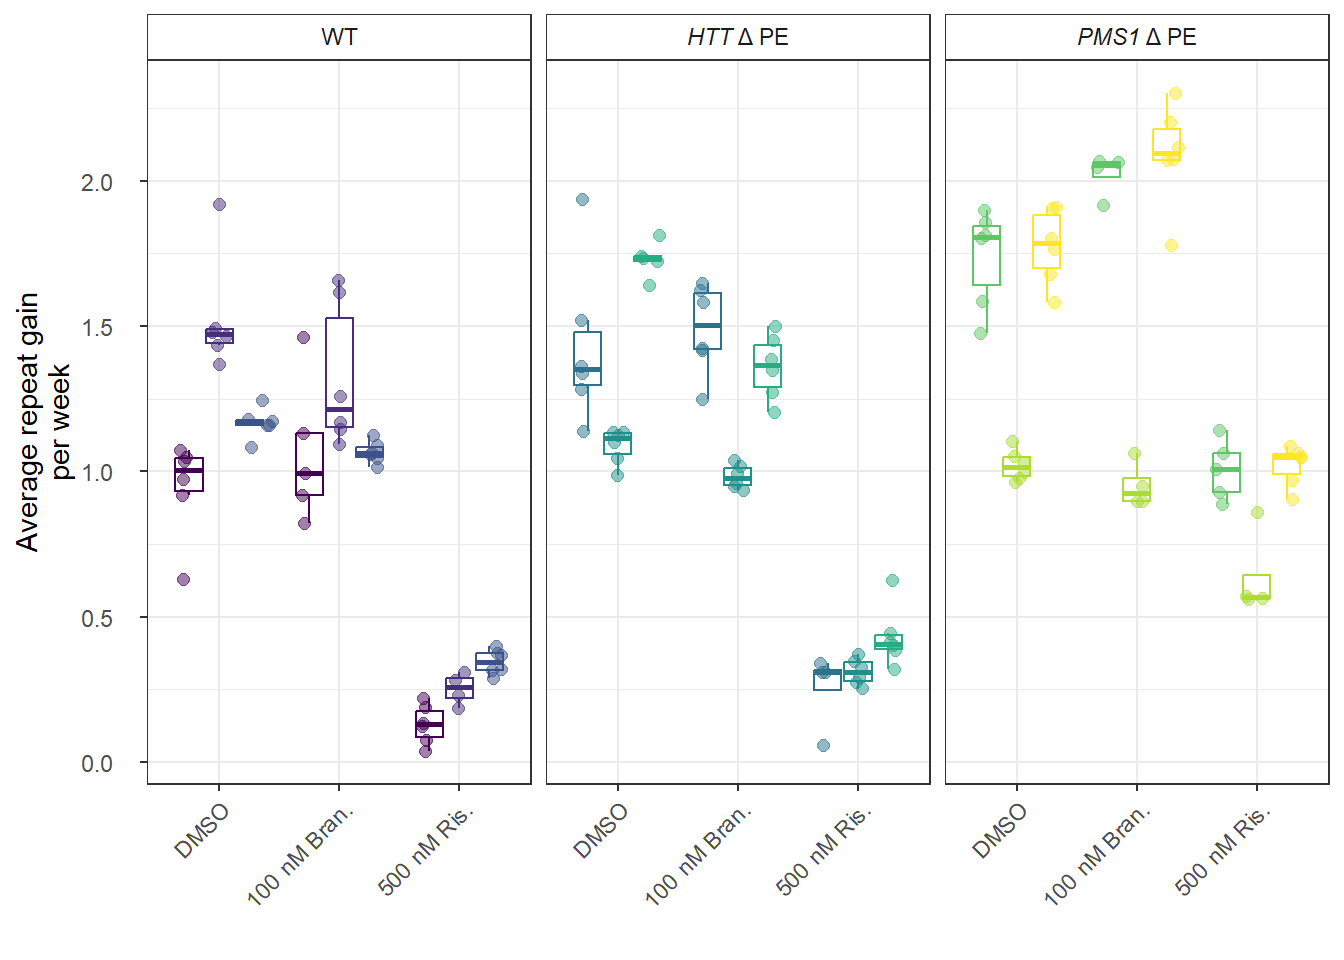 WT
HTT Δ PE
PMS1 Δ PE
Average repeat gain
per week
2.0
1.5
1.0
0.5
0.0
DMSO
100 nM Bran.
500 nM Ris.
DMSO
100 nM Bran.
500 nM Ris.
DMSO
100 nM Bran.
500 nM Ris.